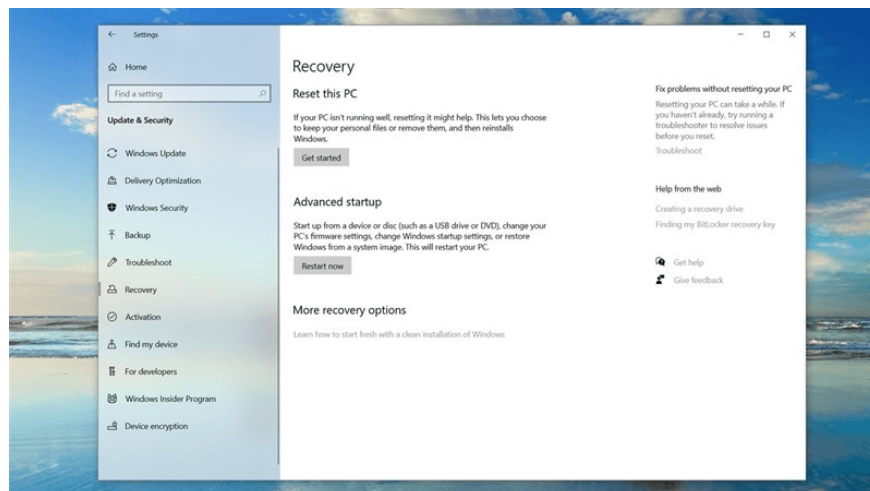 Settings
Home
Find a setting
Update & Security
Windows Update
Delivery Optimization
Windows Security
Backup
Troubleshoot
Recovery
Activation
Find my device
For developers
Windows Insider Program
Device encryption
Recovery
Reset this PC
If your PC isn't running well, resetting it might help. This lets you choose
to keep your personal files or remove them, and then reinstalls
Windows.
Get started
Advanced startup
Start up from a device or disc (such as a USB drive or DVD), change your
PC's firmware settings, change Windows startup settings, or restore
Windows from a system image. This will restart your PC.
Restart now
More recovery options
Learn how to start fresh with a clean installation of Windows
Fix problems without resetting your PC
Resetting your PC can take a while. If
you haven't already, try running a
troubleshooter to resolve issues
before you reset.
Troubleshoot
Help from the web
Creating a recovery drive
Finding my BitLocker recovery key
Get help
Give feedback